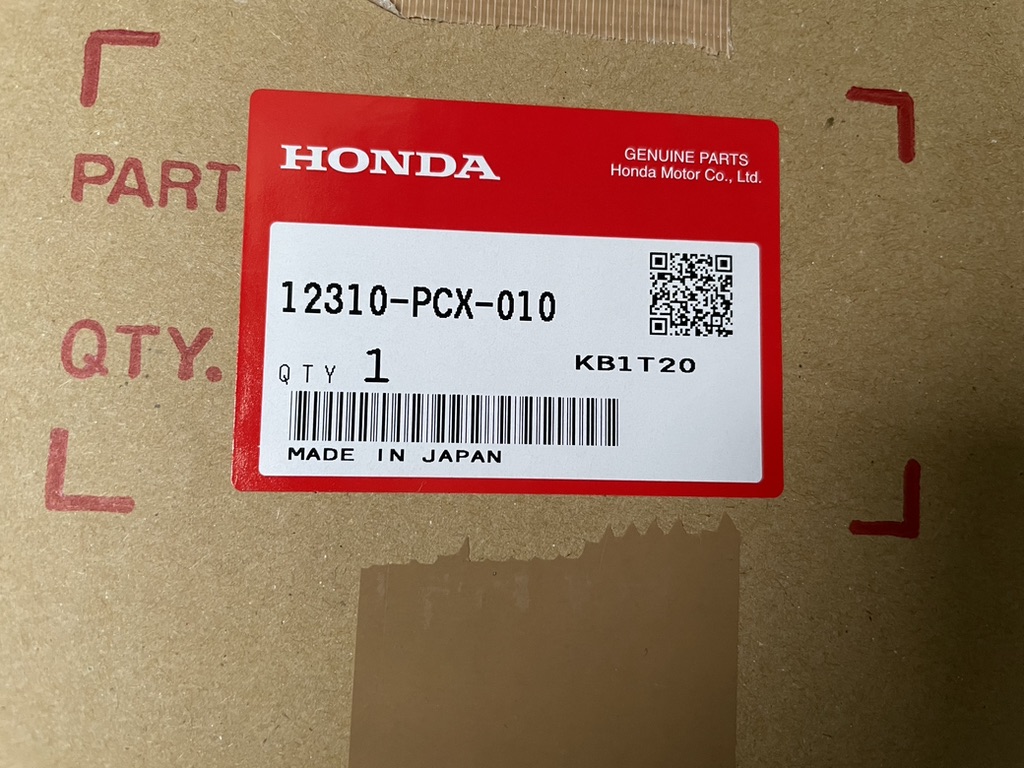 HONDA
GENUINE PARTS
Honda Motor Co., Ltd.
PART
12310-PCX-010
QTY.
QTY 1
KB1T20
MADE IN JAPAN